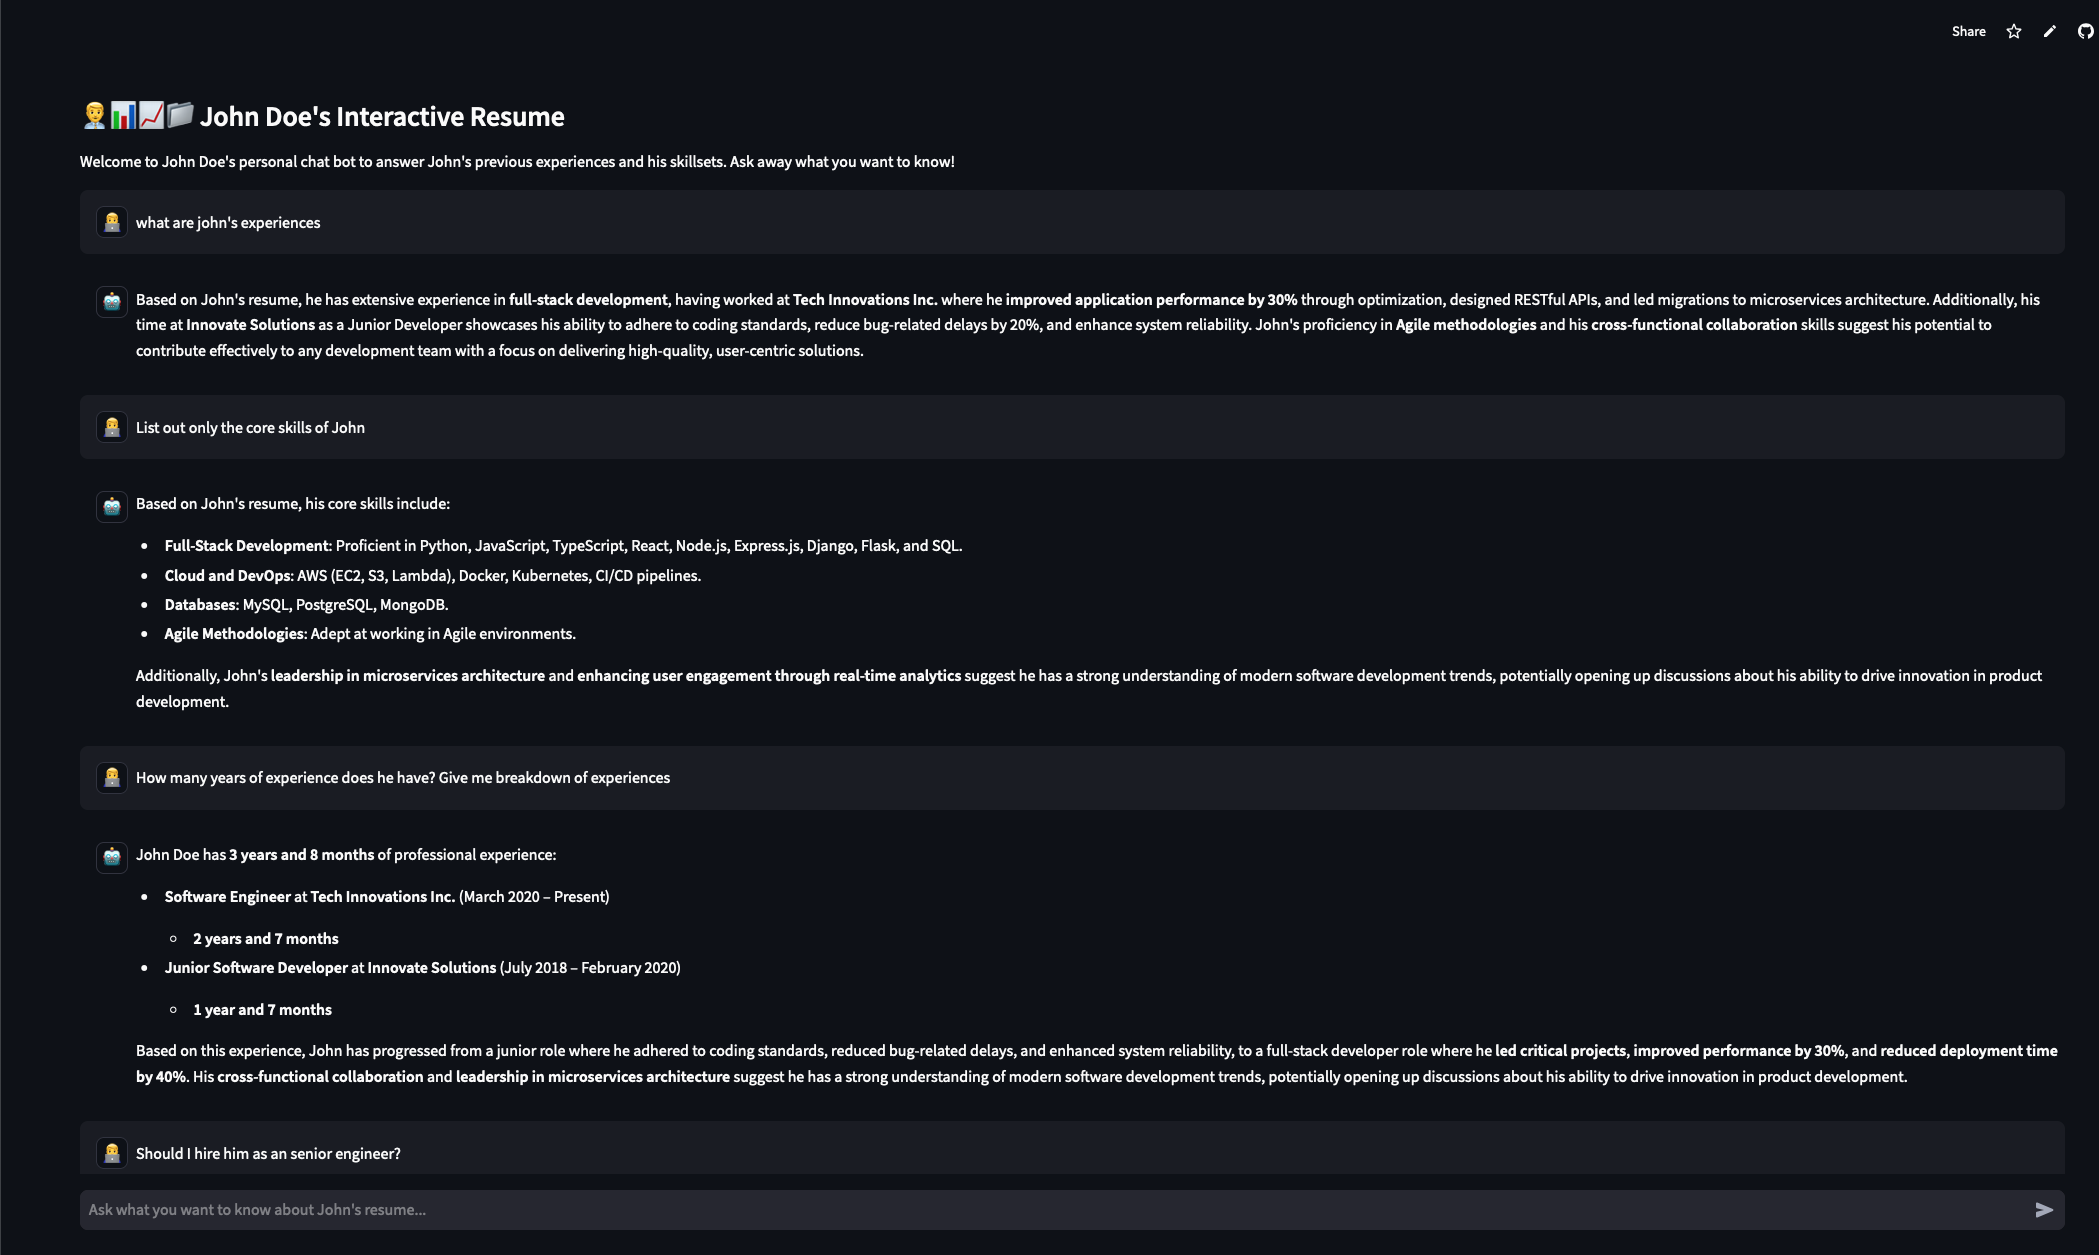 Share
John Doe's Interactive Resume
Welcome to John Doe's personal chat bot to answer John's previous experiences and his skillsets. Ask away what you want to know!
what are john's experiences
Based on John's resume, he has extensive experience in full-stack development, having worked at Tech Innovations Inc. where he improved application performance by 30% through optimization, designed RESTful APIs, and led migrations to microservices architecture. Additionally, his
time at Innovate Solutions as a Junior Developer showcases his ability to adhere to coding standards, reduce bug-related delays by 20%, and enhance system reliability. John's proficiency in Agile methodologies and his cross-functional collaboration skills suggest his potential to
contribute effectively to any development team with a focus on delivering high-quality, user-centric solutions.
List out only the core skills of John
Based on John's resume, his core skills include:
• Full-Stack Development: Proficient in Python, JavaScript, TypeScript, React, Node.js, Express.js, Django, Flask, and SQL.
• Cloud and DevOps: AWS (EC2, S3, Lambda), Docker, Kubernetes, CI/CD pipelines.
• Databases: MySQL, PostgreSQL, MongoDB.
• Agile Methodologies: Adept at working in Agile environments.
Additionally, John's leadership in microservices architecture and enhancing user engagement through real-time analytics suggest he has a strong understanding of modern software development trends, potentially opening up discussions about his ability to drive innovation in product
development.
How many years of experience does he have? Give me breakdown of experiences
John Doe has 3 years and 8 months of professional experience:
• Software Engineer at Tech Innovations Inc. (March 2020 – Present)
◦ 2 years and 7 months
• Junior Software Developer at Innovate Solutions (July 2018 – February 2020)
◦ 1 year and 7 months
Based on this experience, John has progressed from a junior role where he adhered to coding standards, reduced bug-related delays, and enhanced system reliability, to a full-stack developer role where he led critical projects, improved performance by 30%, and reduced deployment time
by 40%. His cross-functional collaboration and leadership in microservices architecture suggest he has a strong understanding of modern software development trends, potentially opening up discussions about his ability to drive innovation in product development.
Should I hire him as an senior engineer?
Ask what you want to know about John's resume...